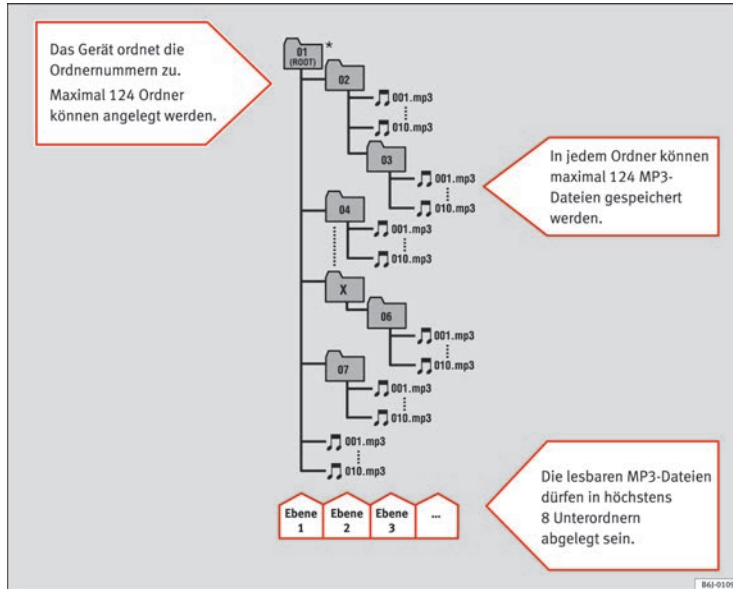 Das Gerät ordnet die
Ordnernummern zu.
Maximal 124 Ordner
können angelegt werden.
01 *
(ROOT)
02
001.mp3
010.mp3
03
001.mp3
010.mp3
In jedem Ordner können
maximal 124 MP3-
Dateien gespeichert
werden.
04
001.mp3
010.mp3
X
06
001.mp3
010.mp3
07
001.mp3
010.mp3
001.mp3
010.mp3
Ebene
1
Ebene
2
Ebene
3
...
Die lesbaren MP3-Dateien
dürfen in höchstens
8 Unterordnern
abgelegt sein.
B6J-0109